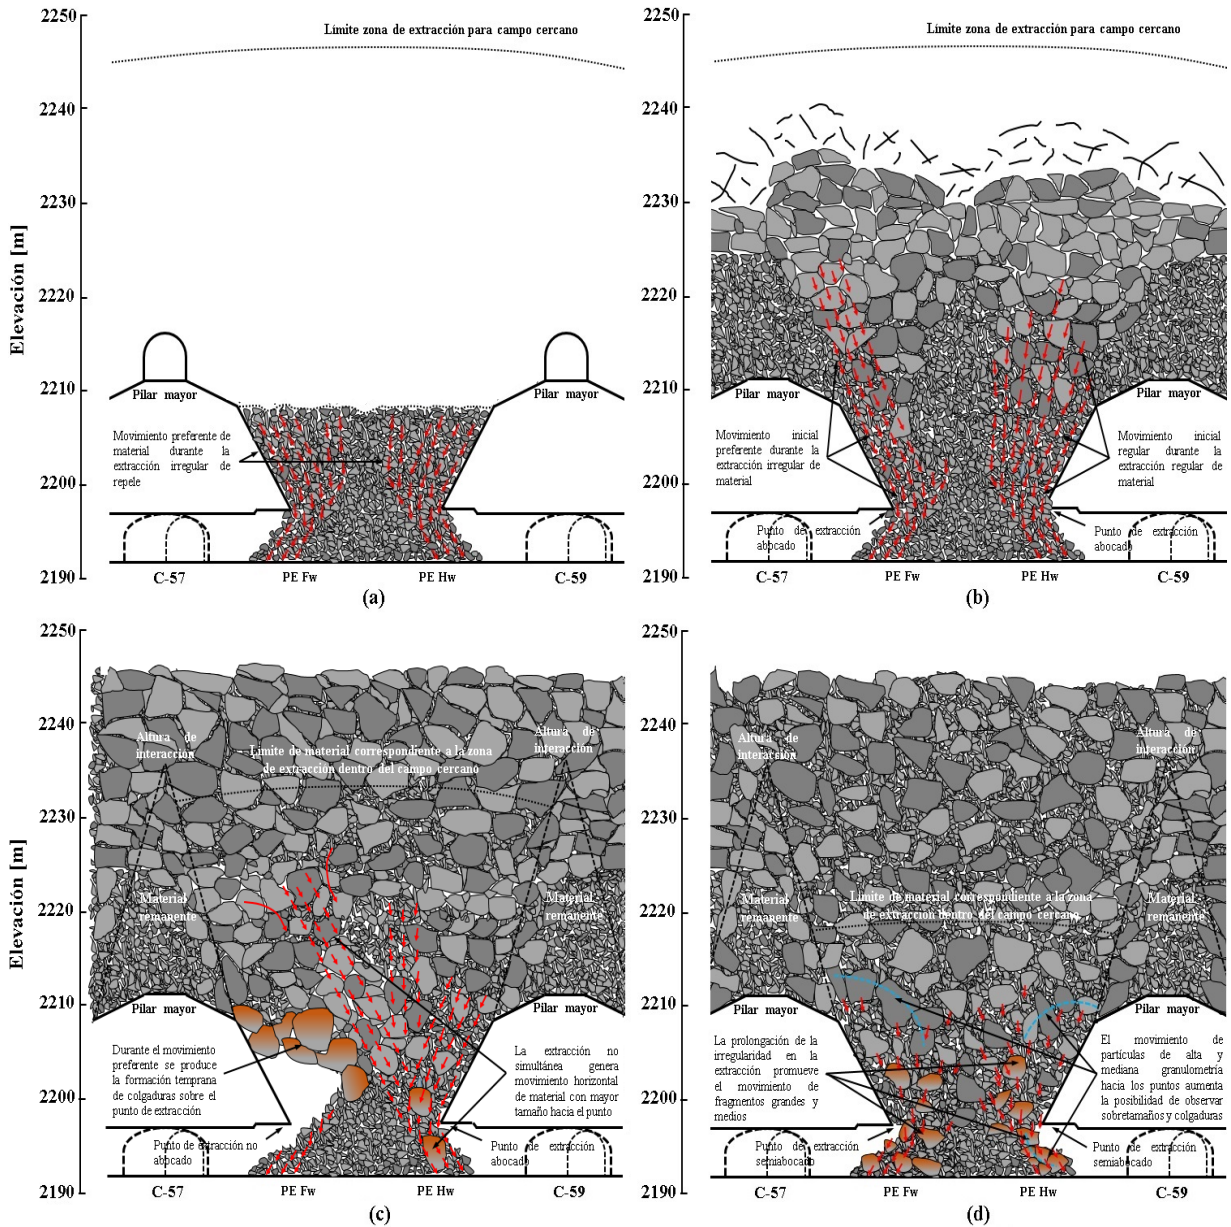 2250
2240
2230
2220
2210
2200
2190
Elevación [m]
Límite zona de extracción para campo cercano
Pilar mayor
Pilar mayor
Movimiento preferente de
material durante la
extracción irregular de
repele
C-57
PE Fw
PE Hw
C-59
(a)
2250
2240
2230
2220
2210
2200
2190
Límite zona de extracción para campo cercano
Pilar mayor
Pilar mayor
Movimiento inicial
preferente durante la
extracción irregular de
material
Movimiento inicial
regular durante la
extracción regular de
material
Punto de extracción
abocado
Punto de extracción
abocado
C-57
PE Fw
PE Hw
C-59
(b)
2250
2240
2230
2220
2210
2200
2190
Elevación [m]
Altura de
interacción
Límite de material correspondiente a la zona
de extracción dentro del campo cercano
Altura de
interacción
Material
remanente
Material
remanente
Pilar mayor
Pilar mayor
Durante el movimiento
preferente se produce
la formación temprana
de colgaduras sobre el
punto de extracción
La extracción no
simultánea genera
movimiento horizontal
de material con mayor
tamaño hacia el punto
Punto de extracción no
abocado
Punto de extracción
abocado
C-57
PE Fw
PE Hw
C-59
(c)
2250
2240
2230
2220
2210
2200
2190
Altura de
interacción
Altura de
interacción
Límite de material correspondiente a la zona
de extracción dentro del campo cercano
Material
remanente
Material
remanente
Pilar mayor
Pilar mayor
La prolongación de la
irregularidad en la
extracción promueve
el movimiento de
fragmentos grandes y
medios
El movimiento de
partículas de alta y
mediana granulometría
hacia los puntos aumenta
la posibilidad de observar
sobretamaños y colgaduras
Punto de extracción
semiabocado
Punto de extracción
semiabocado
C-57
PE Fw
PE Hw
C-59
(d)